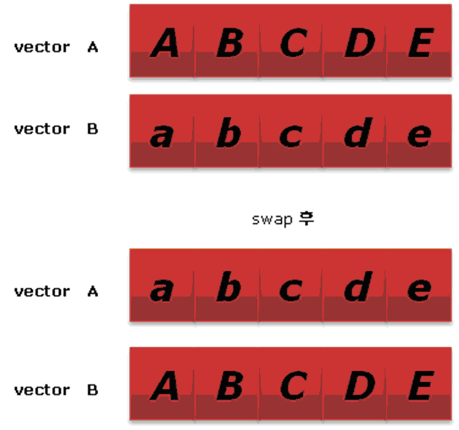 vector A A B C D E
vector B a b c d e
swap 후
vector A a b c d e
vector B A B C D E